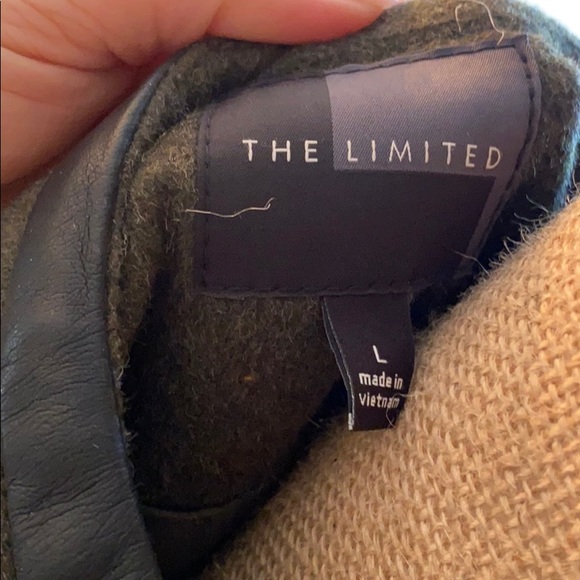 THE LIMITED
L
made in
Vietnam